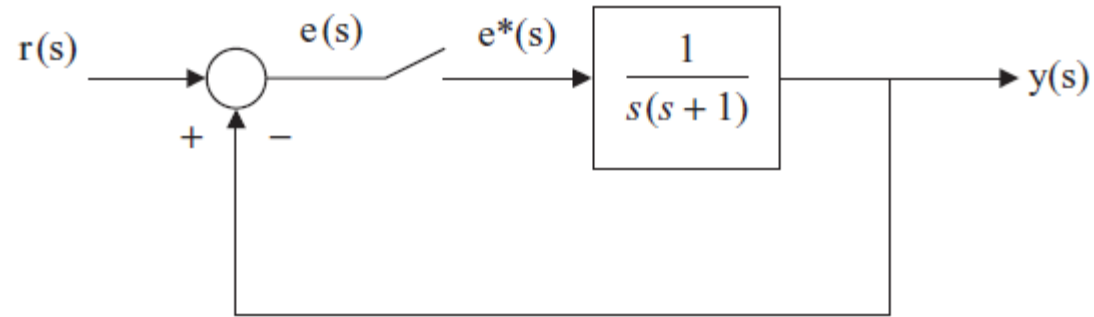 r(s)
e(s)
e*(s)
1
s(s + 1)
y(s)
+ −